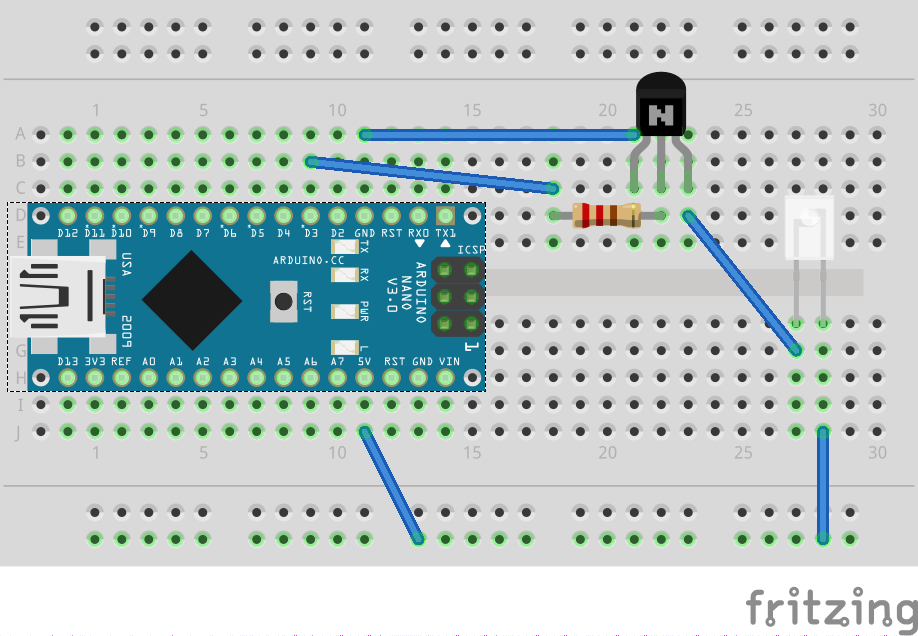 1 5 10 15 20 25 30
A
B
C
D
D12 D11 D10 D9 D8 D7 D6 D5 D4 D3 D2 GND RST RX0 TX1
E
TX
ICSP
USA
ARDUINO.CC
RX
RST
ARDUINO
NANO
V3.0
PWR
2009
L
1
G
D13 3V3 REF A0 A1 A2 A3 A4 A5 A6 A7 5V RST GND VIN
H
I
J
1 5 10 15 20 25 30
N
fritzing